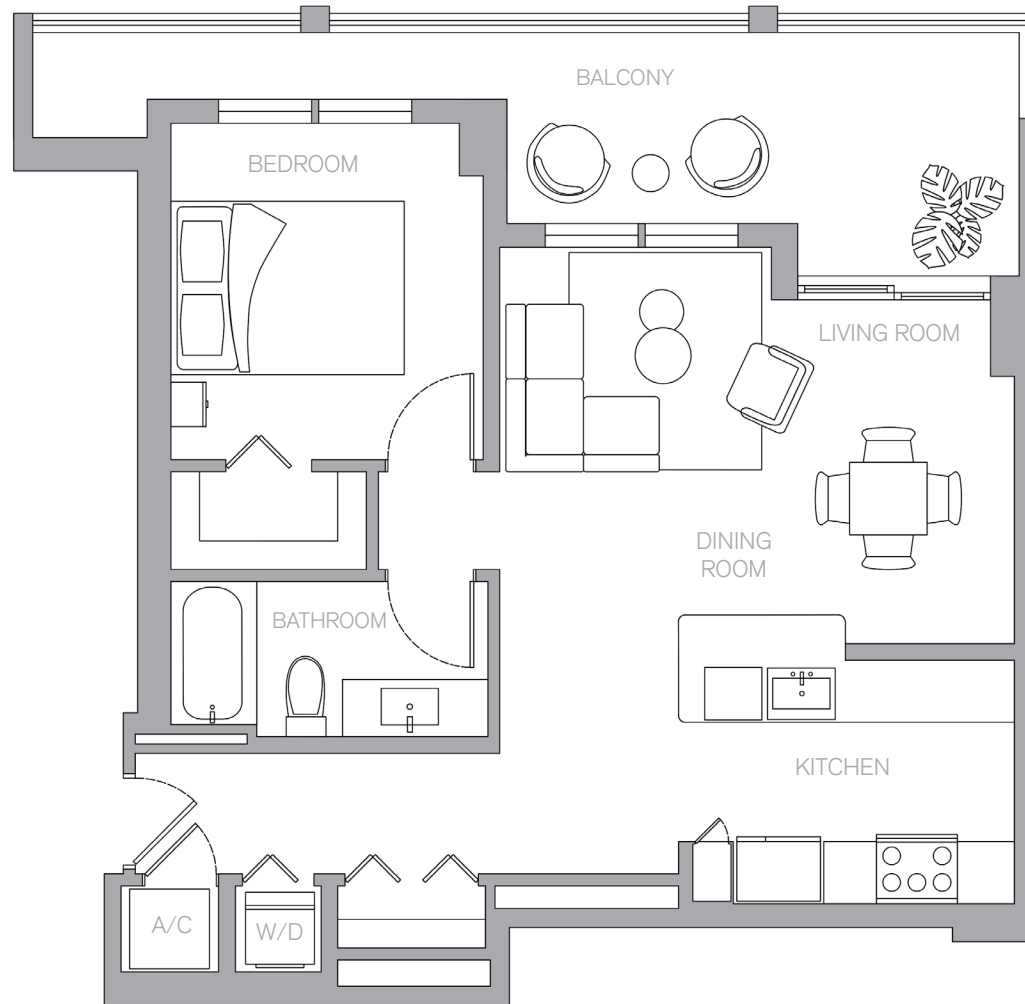 BALCONY
BEDROOM
LIVING ROOM
DINING
ROOM
BATHROOM
KITCHEN
A/C
W/D